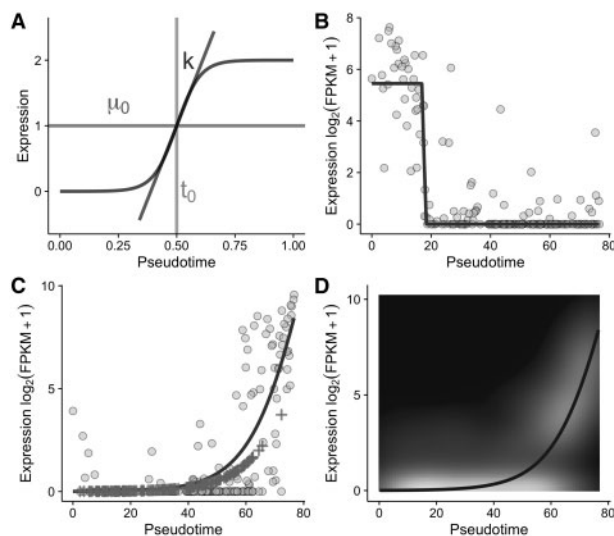 A
Expression
2
1
0
μ₀
k
t₀
0.00 0.25 0.50 0.75 1.00
Pseudotime
B
Expression log₂(FPKM + 1)
8
6
4
2
0
0 20 40 60 80
Pseudotime
C
Expression log₂(FPKM + 1)
10
5
0
0 20 40 60 80
Pseudotime
D
Expression log₂(FPKM + 1)
10
5
0
0 20 40 60 80
Pseudotime